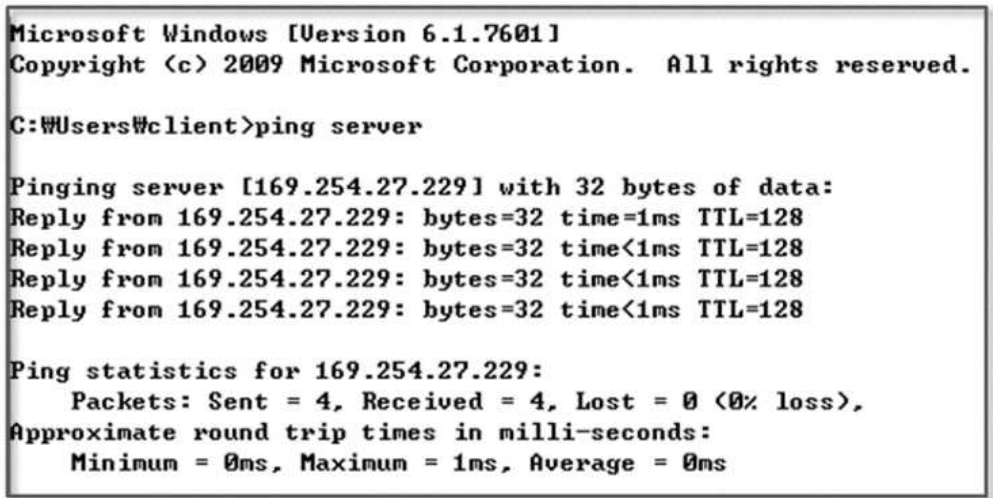 Microsoft Windows [Version 6.1.7601]
Copyright (c) 2009 Microsoft Corporation.  All rights reserved.
C:₩Users₩client>ping server
Pinging server [169.254.27.229] with 32 bytes of data:
Reply from 169.254.27.229: bytes=32 time=1ms TTL=128
Reply from 169.254.27.229: bytes=32 time<1ms TTL=128
Reply from 169.254.27.229: bytes=32 time<1ms TTL=128
Reply from 169.254.27.229: bytes=32 time<1ms TTL=128
Ping statistics for 169.254.27.229:
    Packets: Sent = 4, Received = 4, Lost = 0 (0% loss),
Approximate round trip times in milli-seconds:
    Minimum = 0ms, Maximum = 1ms, Average = 0ms